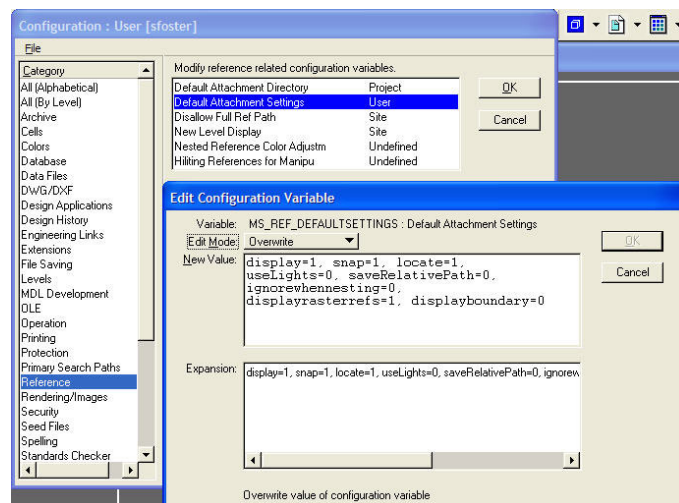 Configuration : User [sfoster]
File
Category
All (Alphabetical)
All (By Level)
Archive
Cells
Colors
Database
Data Files
DWG/DXF
Design Applications
Design History
Engineering Links
Extensions
File Saving
Levels
MDL Development
OLE
Operation
Printing
Protection
Primary Search Paths
Reference
Rendering/Images
Security
Seed Files
Spelling
Standards Checker
Modify reference related configuration variables.
Default Attachment Directory Project
Default Attachment Settings User
Disallow Full Ref Path Site
New Level Display Site
Nested Reference Color Adjustm Undefined
Hiliting References for Manipu Undefined
OK
Cancel
Edit Configuration Variable
Variable: MS_REF_DEFAULTSETTINGS : Default Attachment Settings
Edit Mode: Overwrite
New Value: display=1, snap=1, locate=1,
useLights=0, saveRelativePath=0,
ignorewhennesting=0,
displayrasterrefs=1, displayboundary=0
OK
Cancel
Expansion: display=1, snap=1, locate=1, useLights=0, saveRelativePath=0, ignorew
Overwrite value of configuration variable